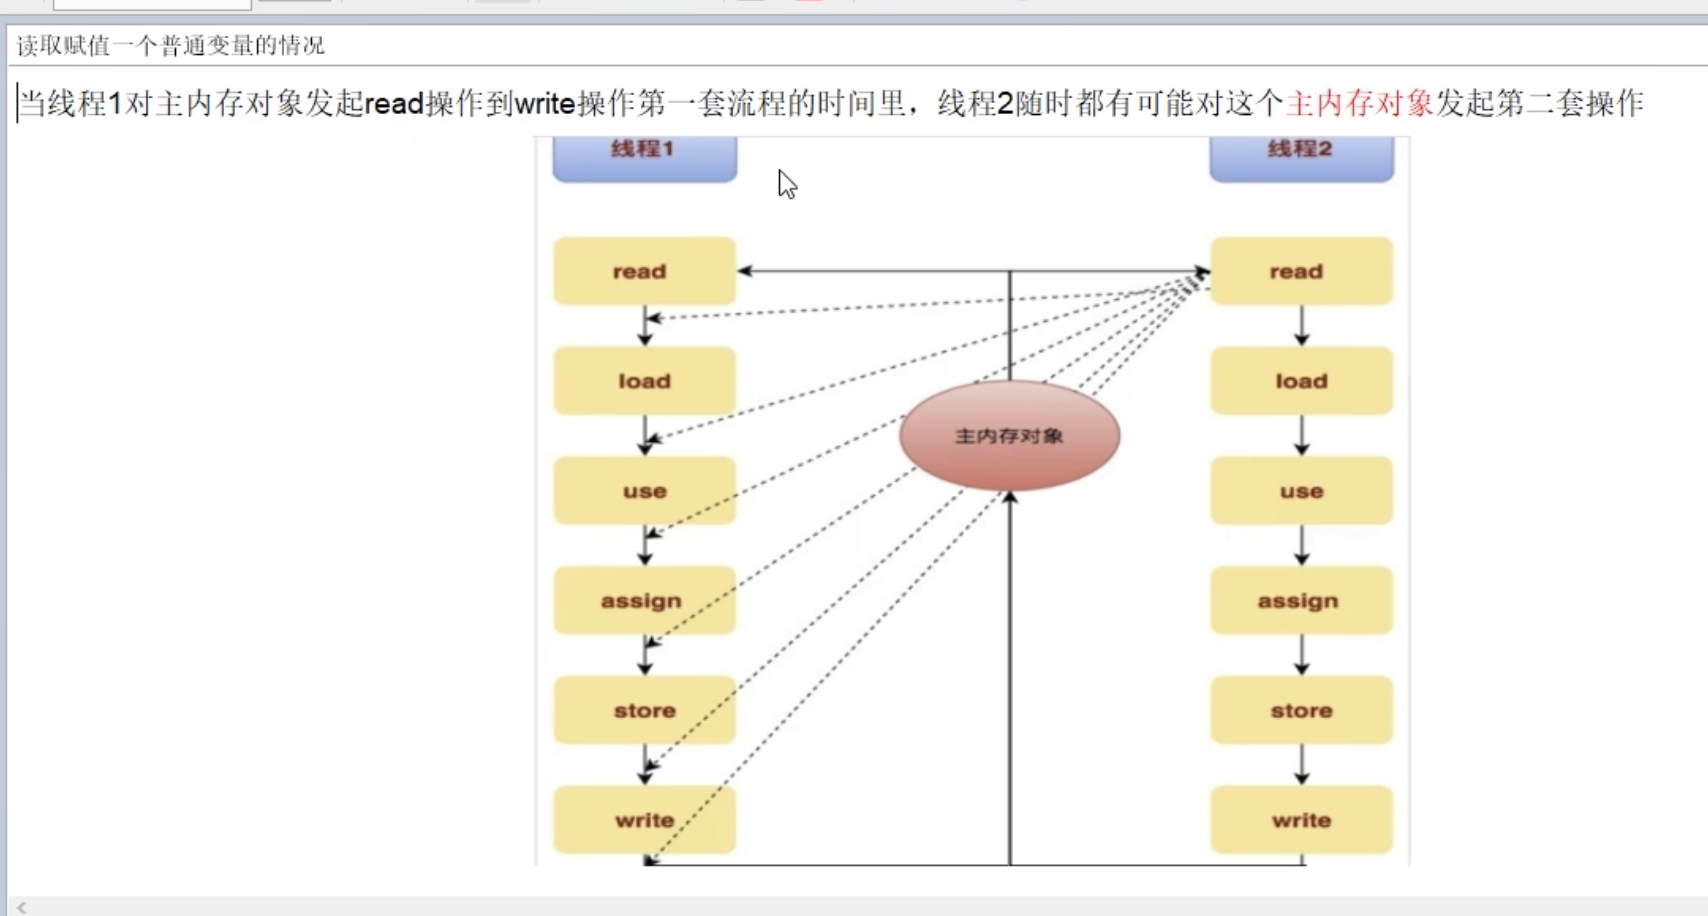 读取赋值一个普通变量的情况
当线程1对主内存对象发起read操作到write操作第一套流程的时间里，线程2随时都有可能对这个主内存对象发起第二套操作
线程1
线程2
read
read
load
load
主内存对象
use
use
assign
assign
store
store
write
write